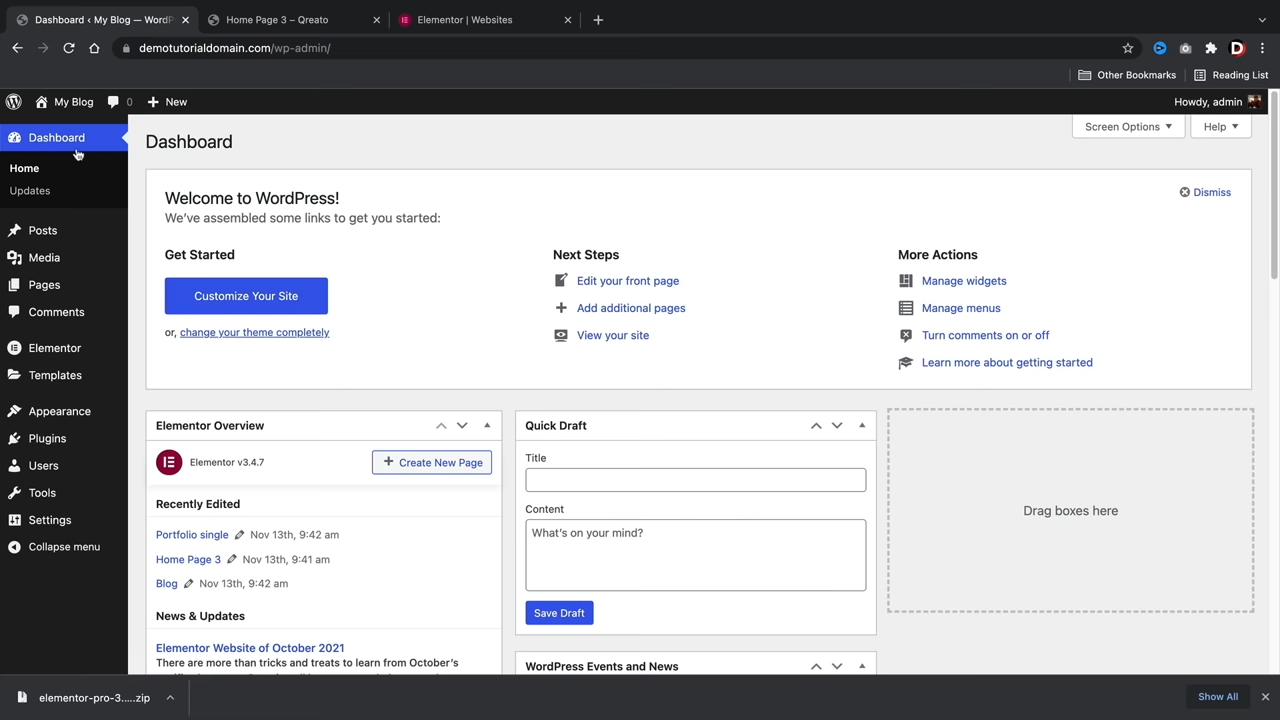 Dashboard ‹ My Blog — WordP
Home Page 3 – Qreato
Elementor | Websites
demotutorialdomain.com/wp-admin/
Other Bookmarks
Reading List
My Blog
0
New
Howdy, admin
Dashboard
Home
Updates
Posts
Media
Pages
Comments
Elementor
Templates
Appearance
Plugins
Users
Tools
Settings
Collapse menu
Dashboard
Screen Options
Help
Welcome to WordPress!
We've assembled some links to get you started:
Dismiss
Get Started
Customize Your Site
or, change your theme completely
Next Steps
Edit your front page
Add additional pages
View your site
More Actions
Manage widgets
Manage menus
Turn comments on or off
Learn more about getting started
Elementor Overview
Elementor v3.4.7
Create New Page
Recently Edited
Portfolio single Nov 13th, 9:42 am
Home Page 3 Nov 13th, 9:41 am
Blog Nov 13th, 9:42 am
News & Updates
Elementor Website of October 2021
There are more than tricks and treats to learn from October's
Quick Draft
Title
Content
What's on your mind?
Save Draft
WordPress Events and News
Drag boxes here
elementor-pro-3.....zip
Show All